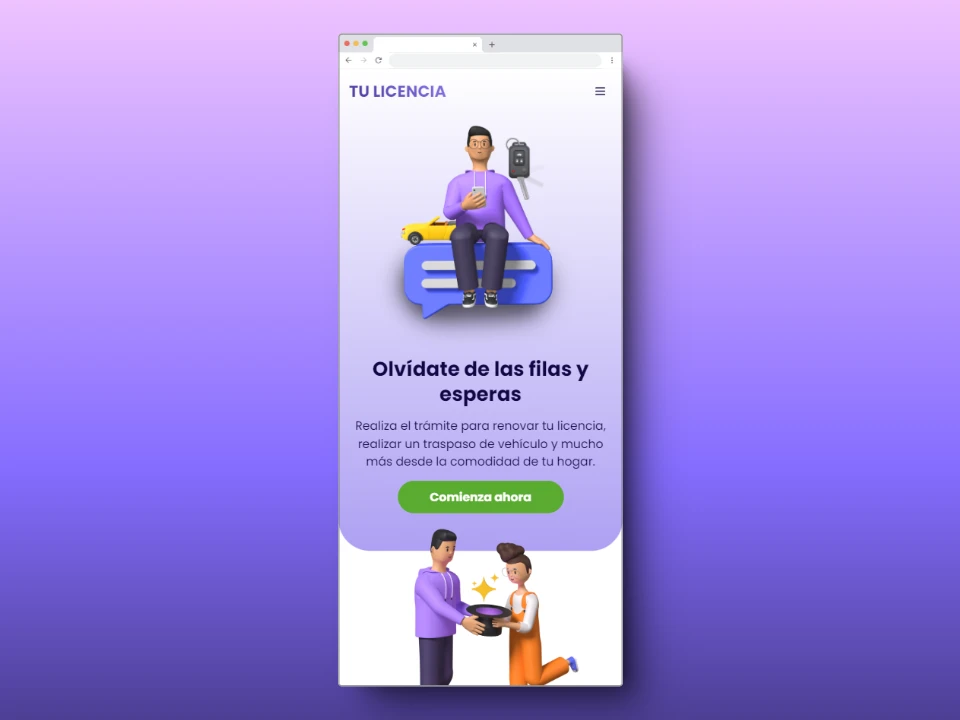 TU LICENCIA
Olvídate de las filas y
esperas
Realiza el trámite para renovar tu licencia,
realizar un traspaso de vehículo y mucho
más desde la comodidad de tu hogar.
Comienza ahora